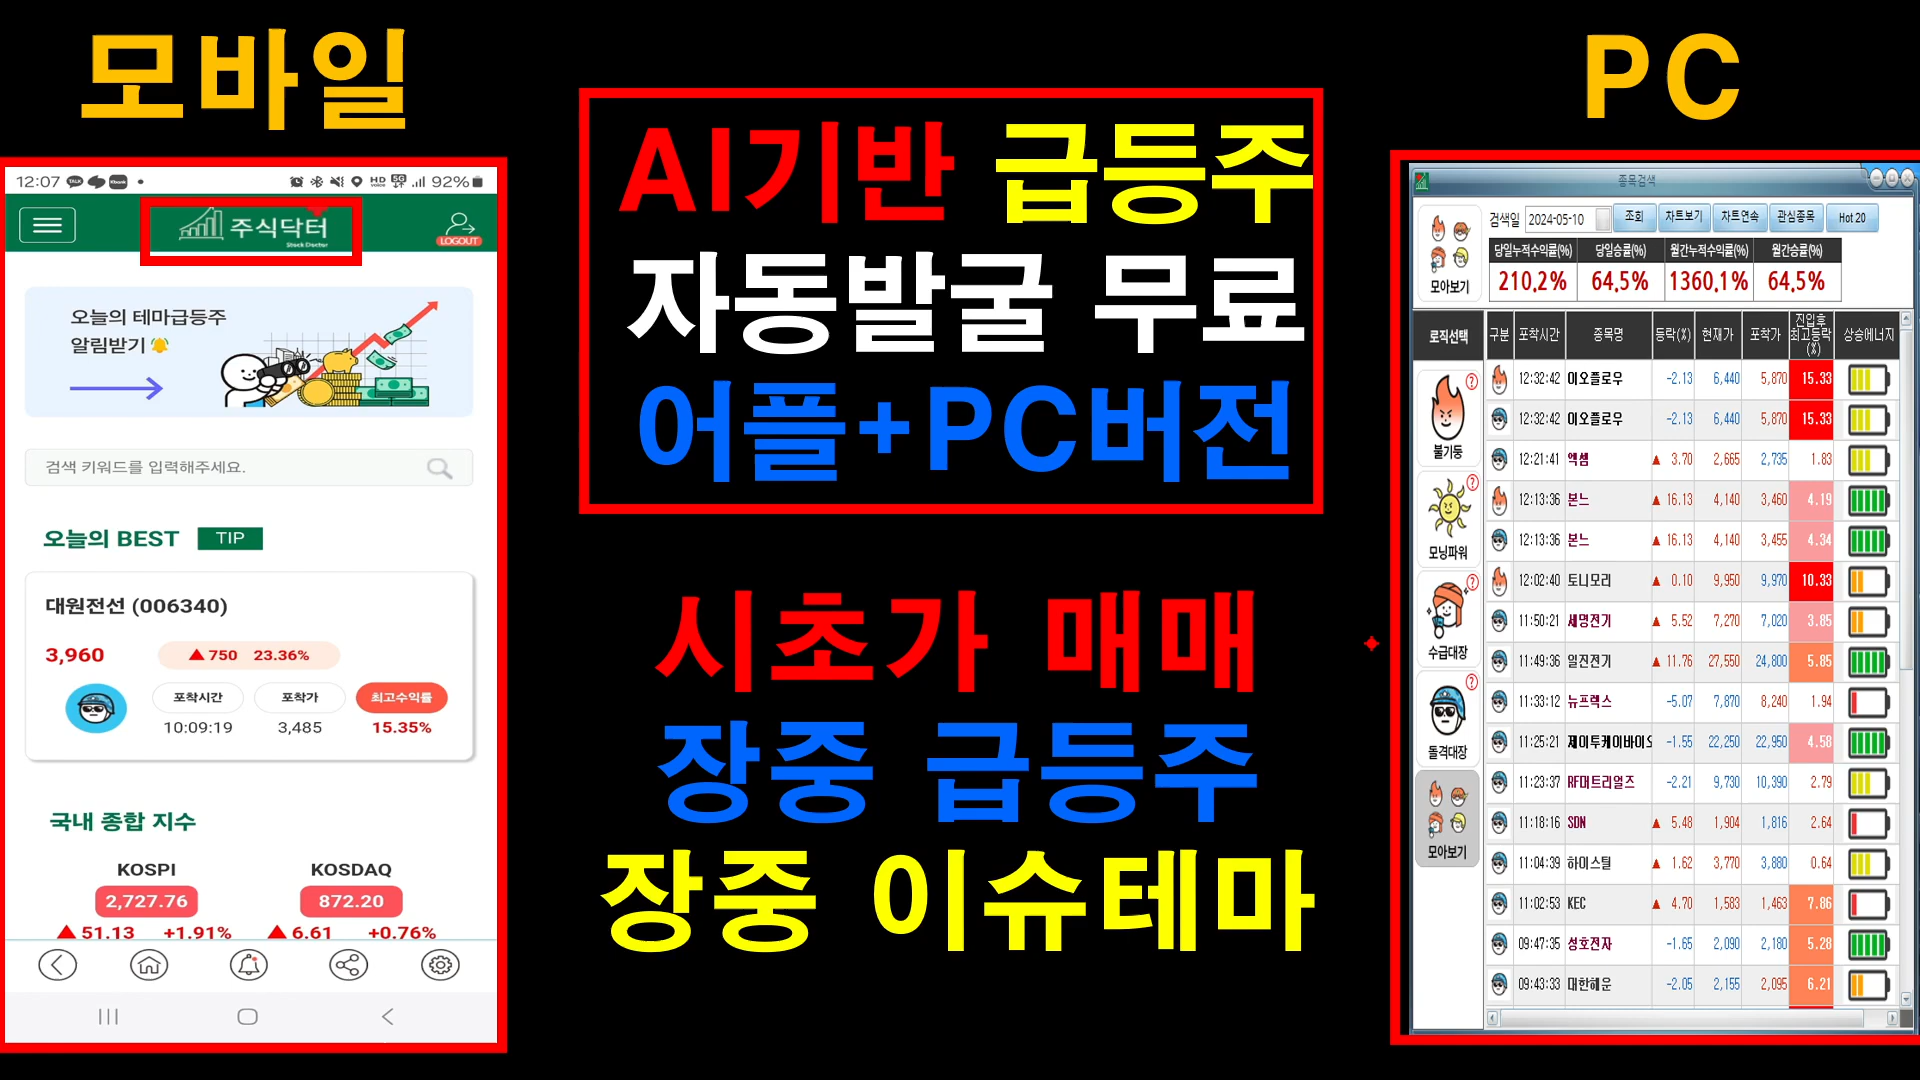 모바일
PC
AI기반 급등주
자동발굴 무료
어플+PC버전
시초가 매매
장중 급등주
장중 이슈테마
12:07 92%
주식닥터
Stock Doctor
LOGOUT
오늘의 테마급등주
알림받기
검색 키워드를 입력해주세요.
오늘의 BEST TIP
대원전선 (006340)
3,960 ▲750 23.36%
포착시간 포착가 최고수익률
10:09:19 3,485 15.35%
국내 종합 지수
KOSPI KOSDAQ
2,727.76 872.20
▲51.13 +1.91% ▲6.61 +0.76%
종목검색
모아보기
검색일 2024-05-10 조회 차트보기 차트연속 관심종목 Hot 20
당일누적수익률(%) 당일승률(%) 월간누적수익률(%) 월간승률(%)
210,2% 64,5% 1360,1% 64,5%
로직선택
불기둥
모닝파워
수급대장
돌격대장
모아보기
구분 포착시간 종목명 등락(%) 현재가 포착가 진입후 최고등락 (%) 상승에너지
12:32:42 이오플로우 -2.13 6,440 5,870 15.33
12:32:42 이오플로우 -2.13 6,440 5,870 15.33
12:21:41 엑셈 ▲ 3.70 2,665 2,735 1.83
12:13:36 본느 ▲ 16.13 4,140 3,460 4.19
12:13:36 본느 ▲ 16.13 4,140 3,455 4.34
12:02:40 토니모리 ▲ 0.10 9,950 9,970 10.33
11:50:21 세명전기 ▲ 5.52 7,270 7,020 3.85
11:49:36 일진전기 ▲ 11.76 27,550 24,800 5.85
11:33:12 뉴프렉스 -5.07 7,870 8,240 1.94
11:25:21 제이투케이바이오 -1.55 22,250 22,950 4.58
11:23:37 RF머트리얼즈 -2.21 9,730 10,390 2.79
11:18:16 SDN ▲ 5.48 1,904 1,816 2.64
11:04:39 하이스틸 ▲ 1.62 3,770 3,880 0.64
11:02:53 KEC ▲ 4.70 1,583 1,463 7.86
09:47:35 성호전자 -1.65 2,090 2,180 5.28
09:43:33 대한해운 -2.05 2,155 2,095 6.21